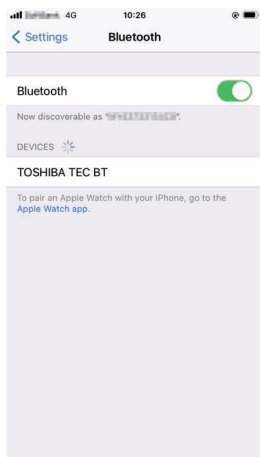 4G 10:26
Settings Bluetooth
Bluetooth
Now discoverable as "
DEVICES
TOSHIBA TEC BT
To pair an Apple Watch with your iPhone, go to the
Apple Watch app.